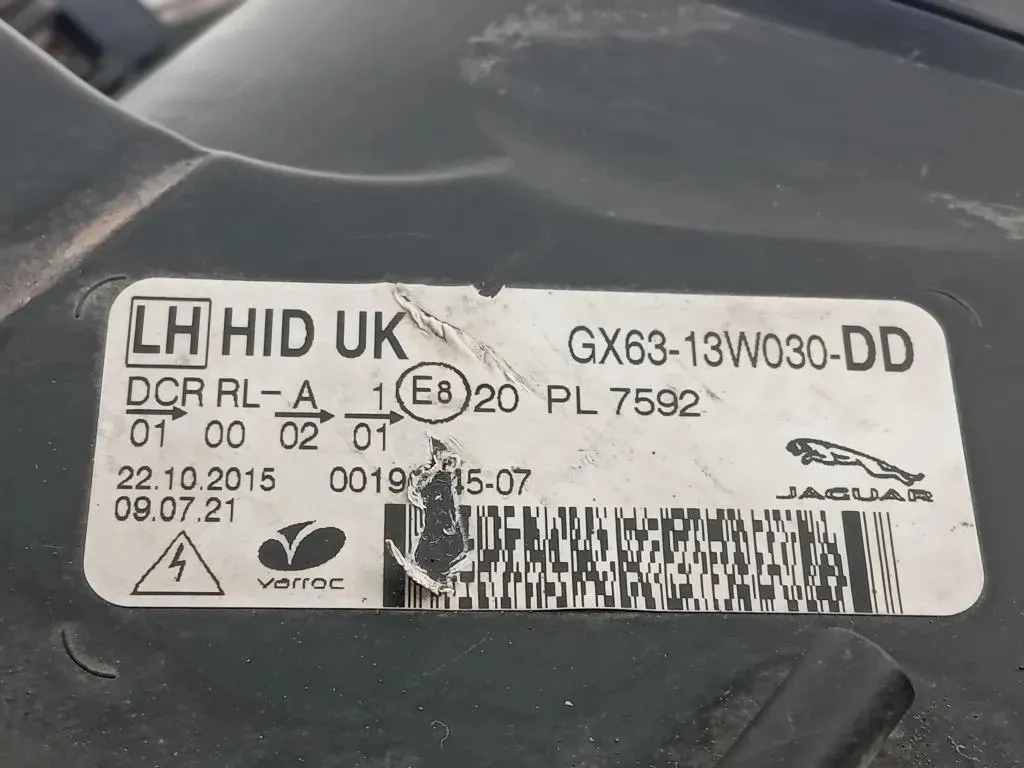 LH HID UK GX63-13W030-DD
DCR RL- A 1 E8 20 PL 7592
01 00 02 01
22.10.2015
09.07.21
JAGUAR
varroc